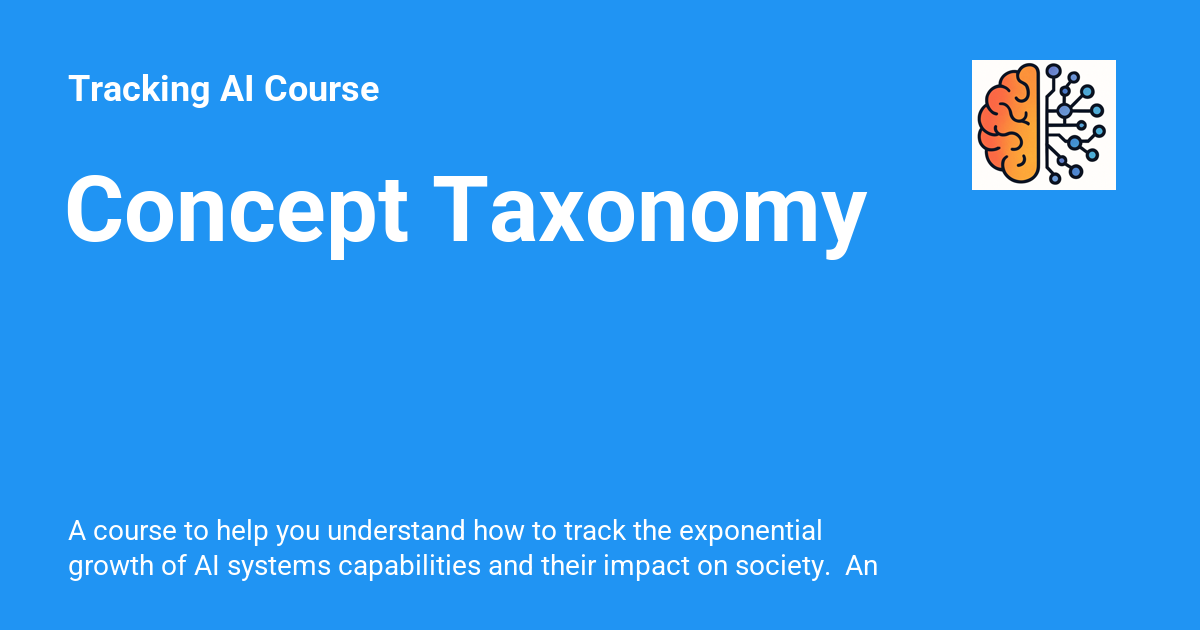 Tracking AI Course
Concept Taxonomy
A course to help you understand how to track the exponential
growth of AI systems capabilities and their impact on society.  An